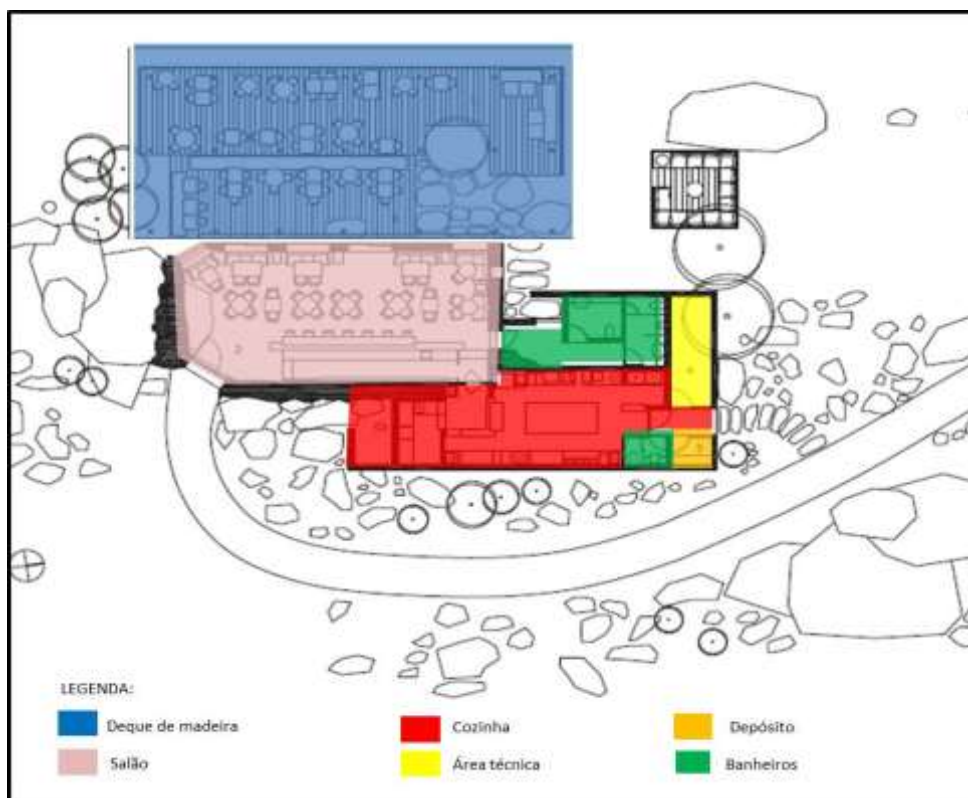 LEGENDA:
Deque de madeira
Cozinha
Depósito
Salão
Área técnica
Banheiros